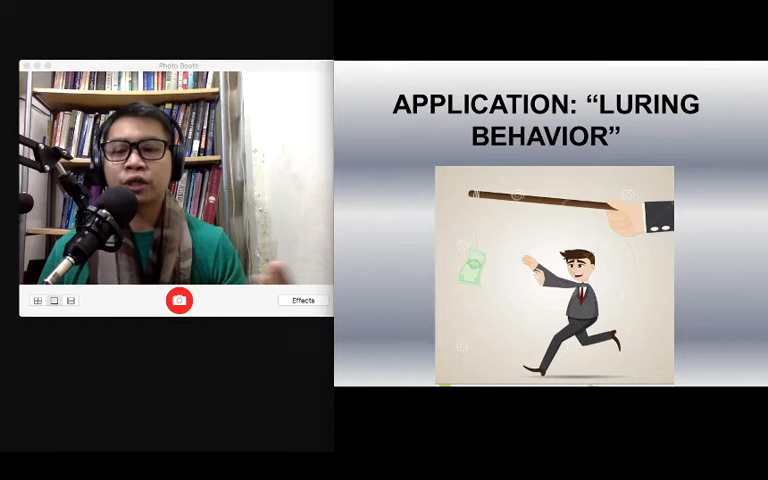 Photo Booth
Effects
APPLICATION: “LURING
BEHAVIOR”